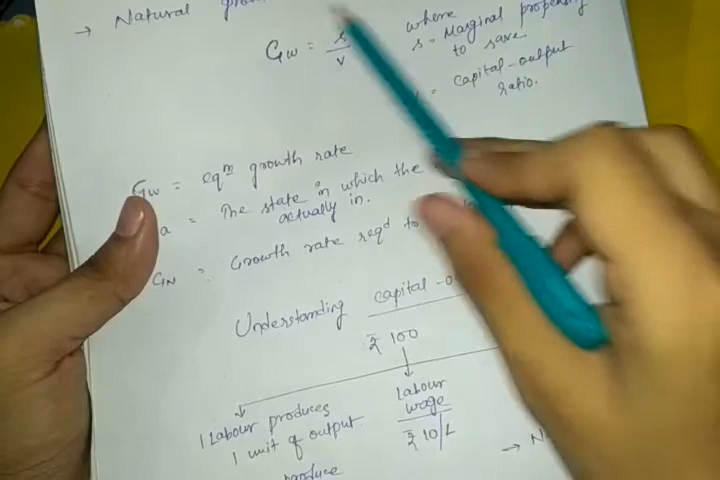 → Natural
Gw = s/v
where
s = Marginal propensity
to save
= capital-output
ratio.
Gw = eqm growth rate
a = The state in which the
actually in.
GN = Growth rate reqd to
Understanding capital-o
₹ 100
1 Labour produces
1 unit of output
produce
Labour
wage
₹ 10/L
→ N